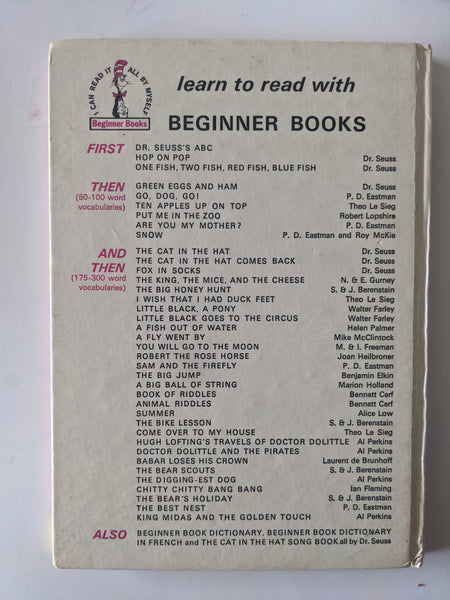 I CAN READ IT ALL BY MYSELF
Beginner Books
learn to read with
BEGINNER BOOKS
FIRST DR. SEUSS'S ABC
HOP ON POP Dr. Seuss
ONE FISH, TWO FISH, RED FISH, BLUE FISH Dr. Seuss
THEN GREEN EGGS AND HAM Dr. Seuss
(50-100 word GO, DOG, GO! P. D. Eastman
vocabularies) TEN APPLES UP ON TOP Theo Le Sieg
PUT ME IN THE ZOO Robert Lopshire
ARE YOU MY MOTHER? P. D. Eastman
SNOW P. D. Eastman and Roy McKie
AND THE CAT IN THE HAT Dr. Seuss
THEN THE CAT IN THE HAT COMES BACK Dr. Seuss
FOX IN SOCKS Dr. Seuss
(175-300 word THE KING, THE MICE, AND THE CHEESE N. & E. Gurney
vocabularies) THE BIG HONEY HUNT S. & J. Berenstain
I WISH THAT I HAD DUCK FEET Theo Le Sieg
LITTLE BLACK, A PONY Walter Farley
LITTLE BLACK GOES TO THE CIRCUS Walter Farley
A FISH OUT OF WATER Helen Palmer
A FLY WENT BY Mike McClintock
YOU WILL GO TO THE MOON M. & I. Freeman
ROBERT THE ROSE HORSE Joan Heilbroner
SAM AND THE FIREFLY P. D. Eastman
THE BIG JUMP Benjamin Elkin
A BIG BALL OF STRING Marion Holland
BOOK OF RIDDLES Bennett Cerf
ANIMAL RIDDLES Bennett Cerf
SUMMER Alice Low
THE BIKE LESSON S. & J. Berenstain
COME OVER TO MY HOUSE Theo Le Sieg
HUGH LOFTING'S TRAVELS OF DOCTOR DOLITTLE Al Perkins
DOCTOR DOLITTLE AND THE PIRATES Al Perkins
BABAR LOSES HIS CROWN Laurent de Brunhoff
THE BEAR SCOUTS S. & J. Berenstain
THE DIGGING-EST DOG Al Perkins
CHITTY CHITTY BANG BANG Ian Fleming
THE BEAR'S HOLIDAY S. & J. Berenstain
THE BEST NEST P. D. Eastman
KING MIDAS AND THE GOLDEN TOUCH Al Perkins
ALSO BEGINNER BOOK DICTIONARY, BEGINNER BOOK DICTIONARY
IN FRENCH and THE CAT IN THE HAT SONG BOOK all by Dr. Seuss